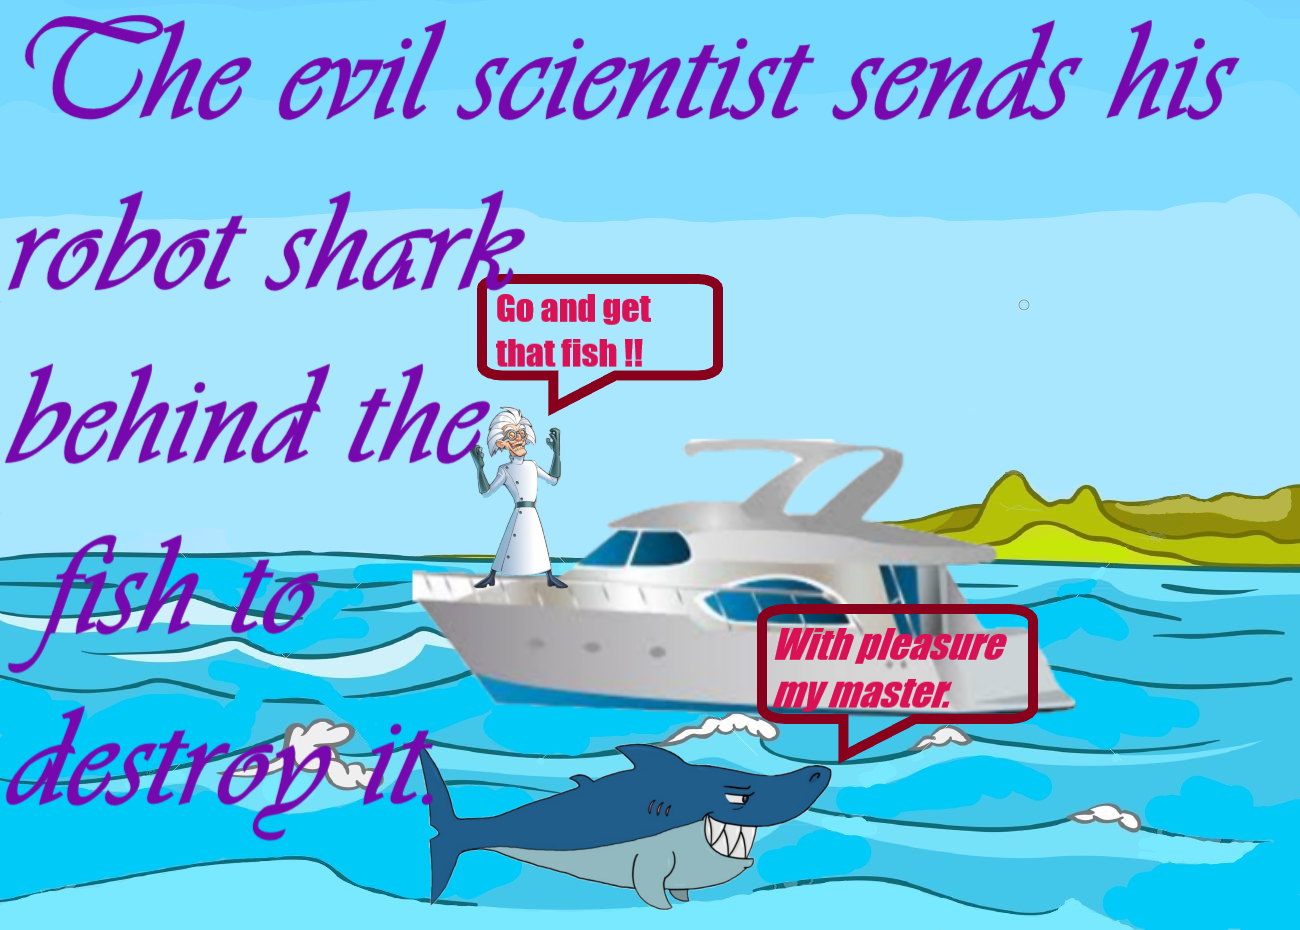 The evil scientist sends his
robot shark
behind the
fish to
destroy it.
Go and get
that fish !!
With pleasure
my master.